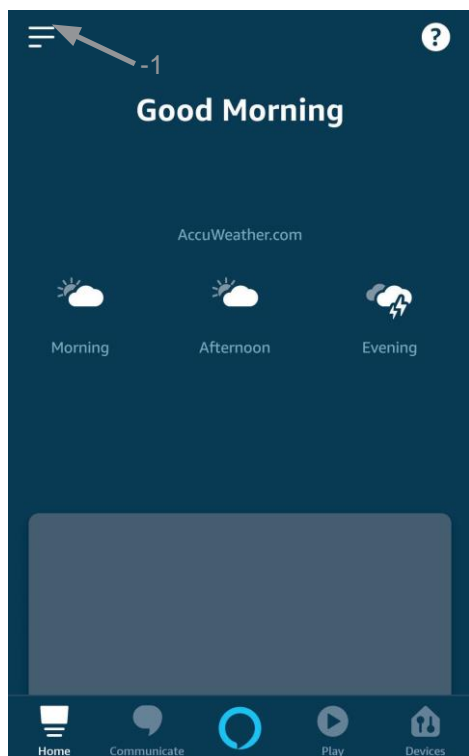 ?
-1
Good Morning
AccuWeather.com
Morning Afternoon Evening
Home Communicate Play Devices